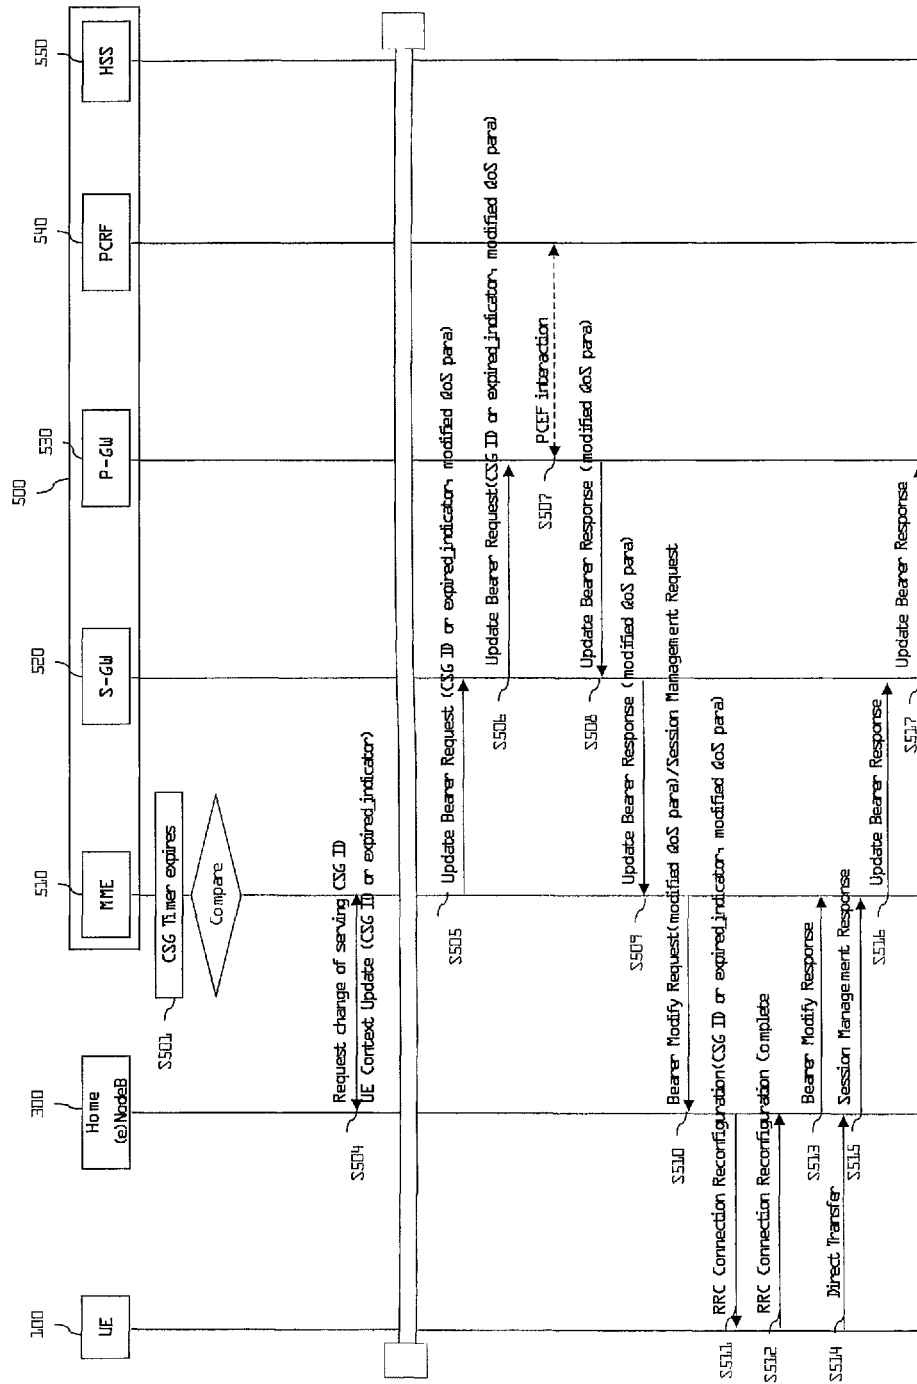 100
UE
300
Home
(e)NodeB
510
MME
520
S-GW
500
530
P-GW
540
PCRF
550
HSS
S501
CSG Timer expires
Compare
S504
Request change of serving CSG ID
UE Context Update (CSG ID or expired_indicator)
S505
Update Bearer Request (CSG ID or expired_indicator, modified QoS para)
S506
Update Bearer Request(CSG ID or expired_indicator, modified QoS para)
S507
PCEF interaction
S508
Update Bearer Response (modified QoS para)
S509
Update Bearer Response (modified QoS para)
S510
Bearer Modify Request(modified QoS para)/Session Management Request
S511
RRC Connection Reconfiguration(CSG ID or expired_indicator, modified QoS para)
S512
RRC Connection Reconfiguration Complete
S513
Bearer Modify Response
S514
Direct Transfer
S515
Session Management Response
S516
Update Bearer Response
S517
Update Bearer Response